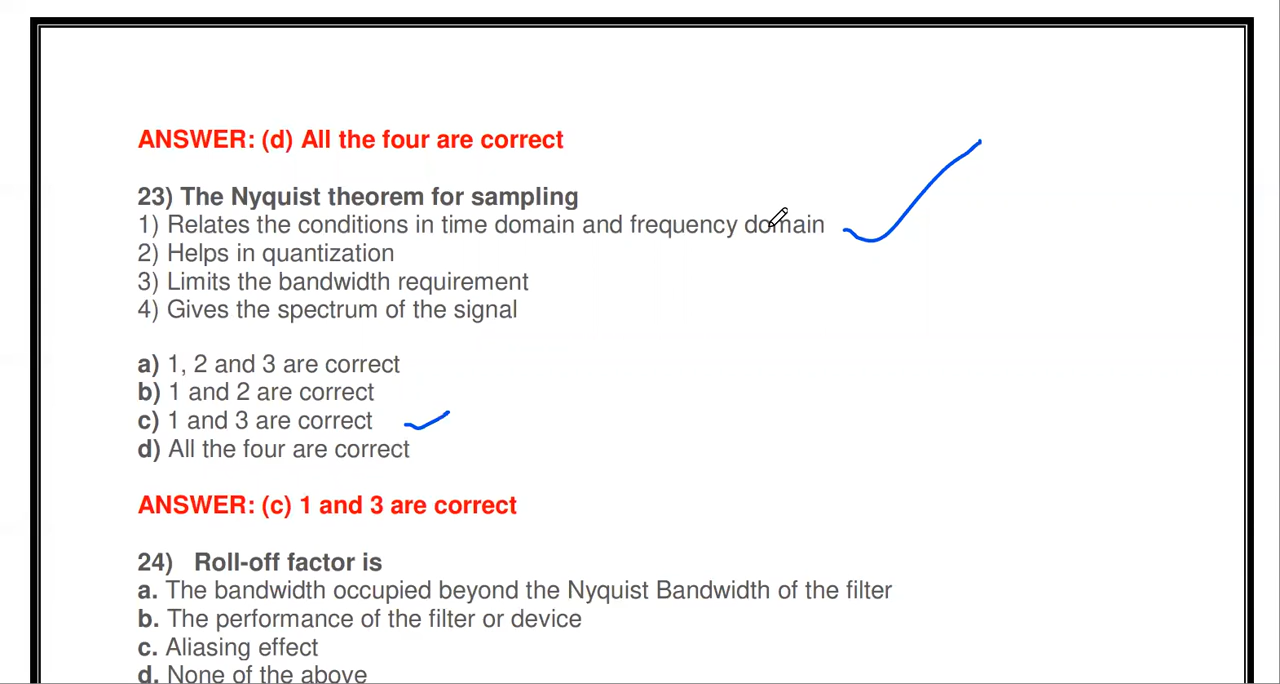 ANSWER: (d) All the four are correct
23) The Nyquist theorem for sampling
1) Relates the conditions in time domain and frequency domain
2) Helps in quantization
3) Limits the bandwidth requirement
4) Gives the spectrum of the signal
a) 1, 2 and 3 are correct
b) 1 and 2 are correct
c) 1 and 3 are correct
d) All the four are correct
ANSWER: (c) 1 and 3 are correct
24) Roll-off factor is
a. The bandwidth occupied beyond the Nyquist Bandwidth of the filter
b. The performance of the filter or device
c. Aliasing effect
d. None of the above